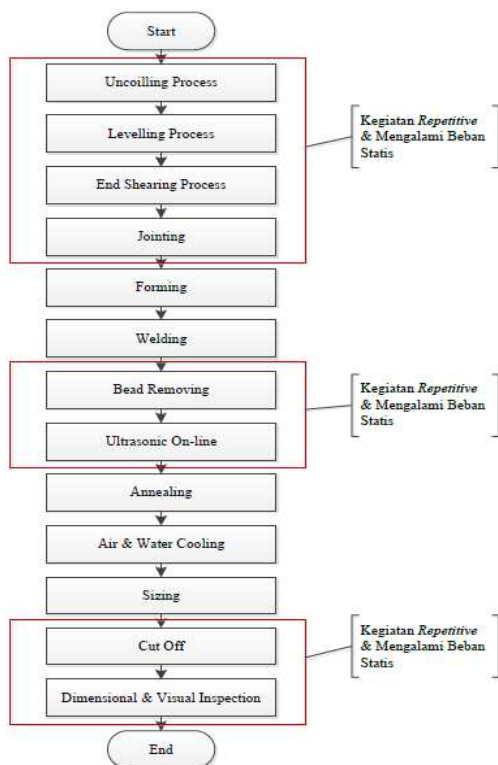 Start
Uncoilling Process
Levelling Process
End Shearing Process
Jointing
Kegiatan Repetitive
& Mengalami Beban
Statis
Forming
Welding
Bead Removing
Ultrasonic On-line
Kegiatan Repetitive
& Mengalami Beban
Statis
Annealing
Air & Water Cooling
Sizing
Cut Off
Dimensional & Visual Inspection
Kegiatan Repetitive
& Mengalami Beban
Statis
End